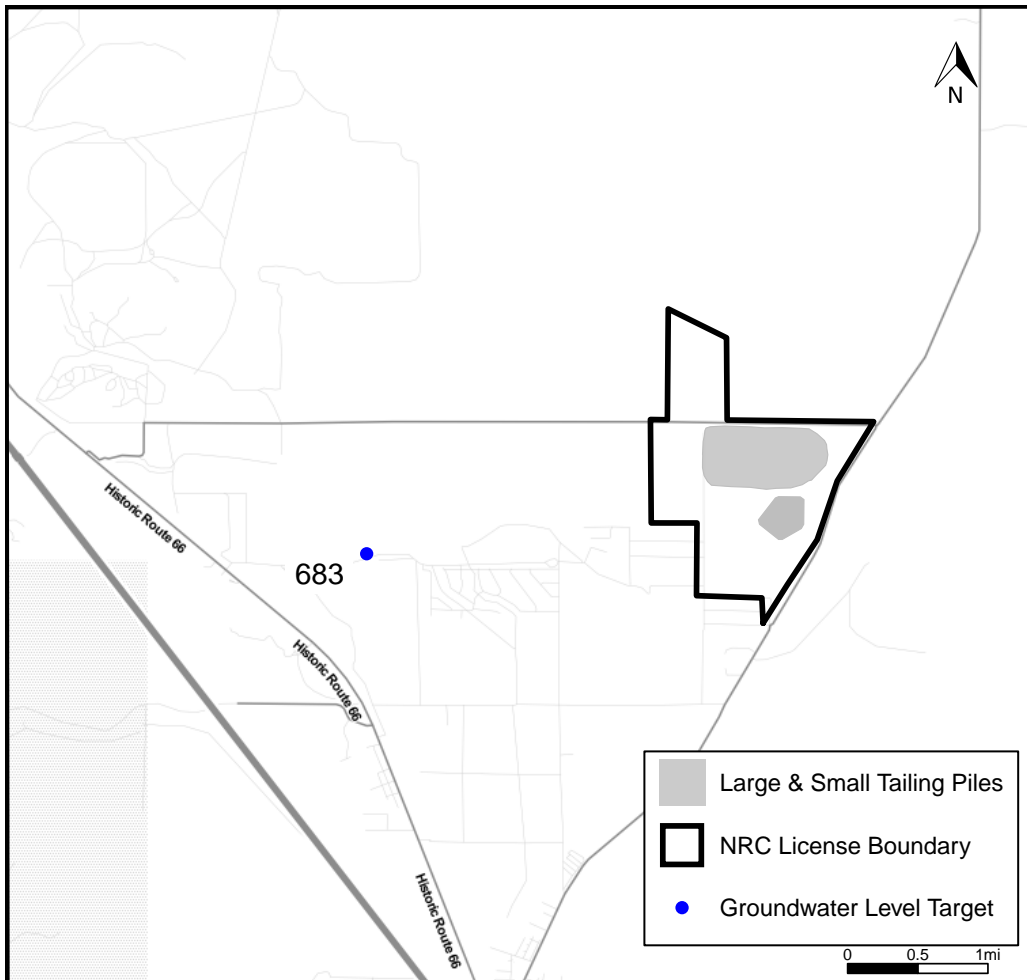 N
Historic Route 66
683
Historic Route 66
Historic Route 66
Large & Small Tailing Piles
NRC License Boundary
Groundwater Level Target
0 0.5 1mi